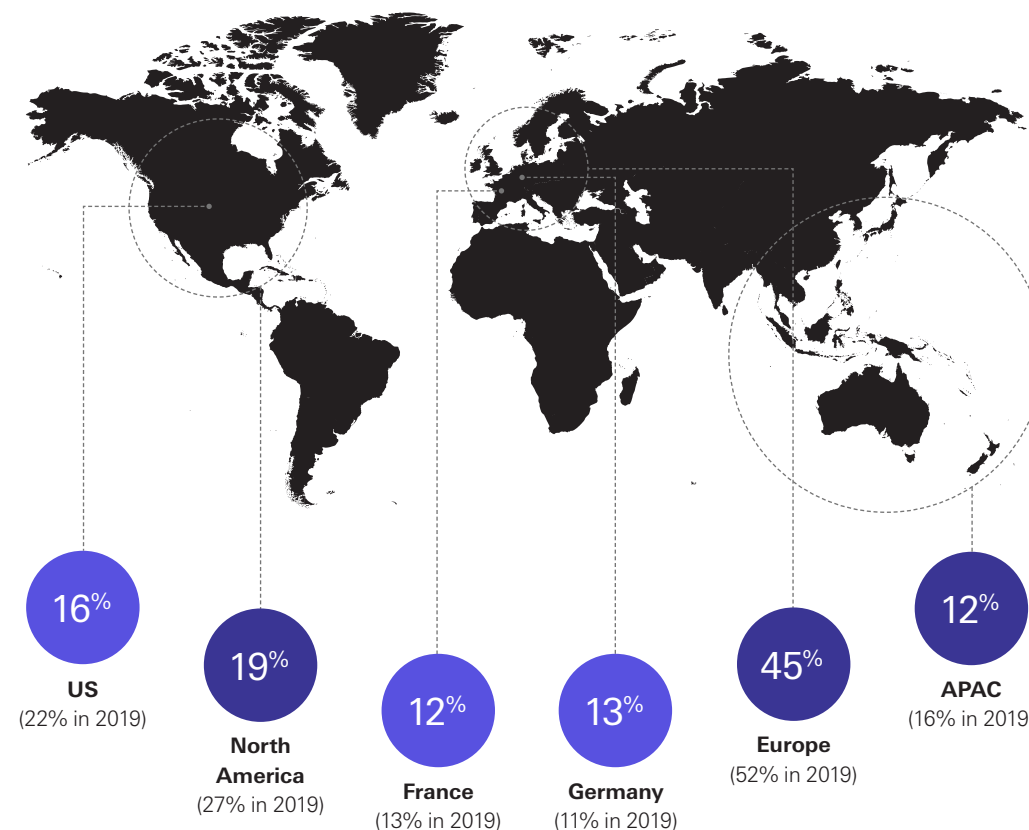 16%
US
(22% in 2019)
19%
North
America
(27% in 2019)
12%
France
(13% in 2019)
13%
Germany
(11% in 2019)
45%
Europe
(52% in 2019)
12%
APAC
(16% in 2019